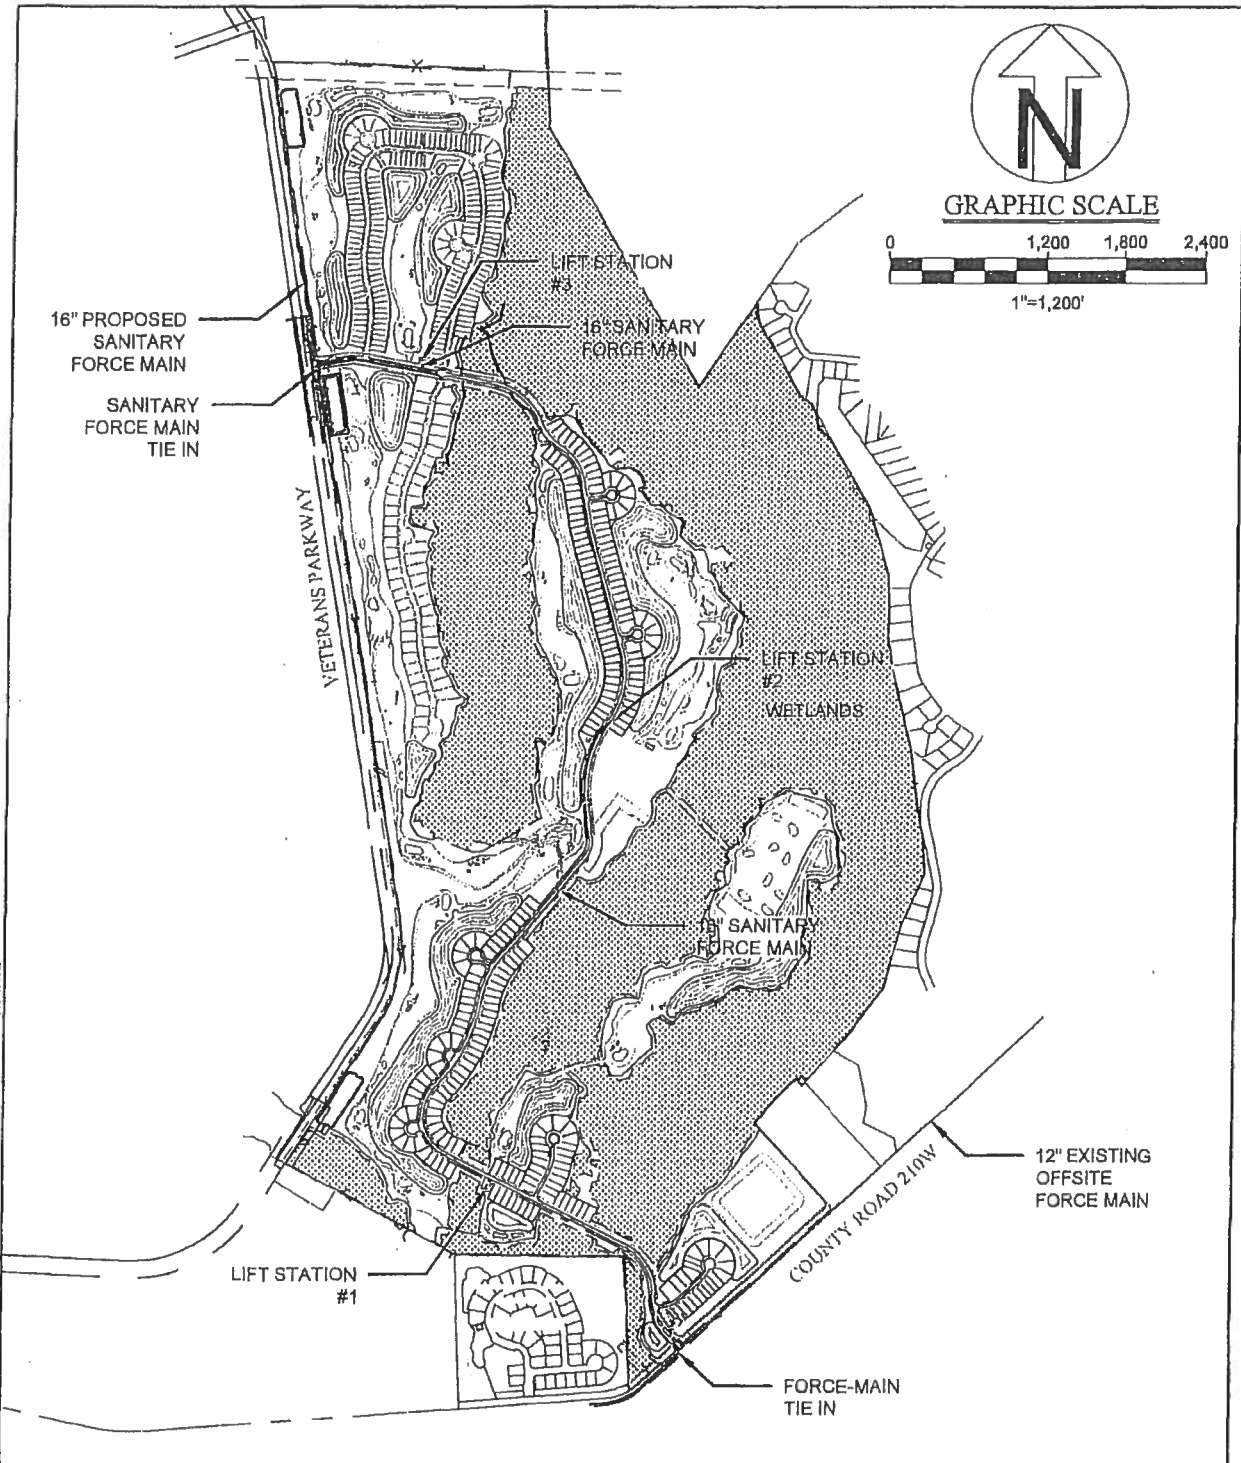 N
GRAPHIC SCALE
0 1,200 1,800 2,400
1"=1,200'
LIFT STATION
#3
16" PROPOSED
SANITARY
FORCE MAIN
16" SANITARY
FORCE MAIN
SANITARY
FORCE MAIN
TIE IN
VETERANS PARKWAY
LIFT STATION
#2
WETLANDS
16" SANITARY
FORCE MAIN
12" EXISTING
OFFSITE
FORCE MAIN
COUNTY ROAD 210W
LIFT STATION
#1
FORCE-MAIN
TIE IN